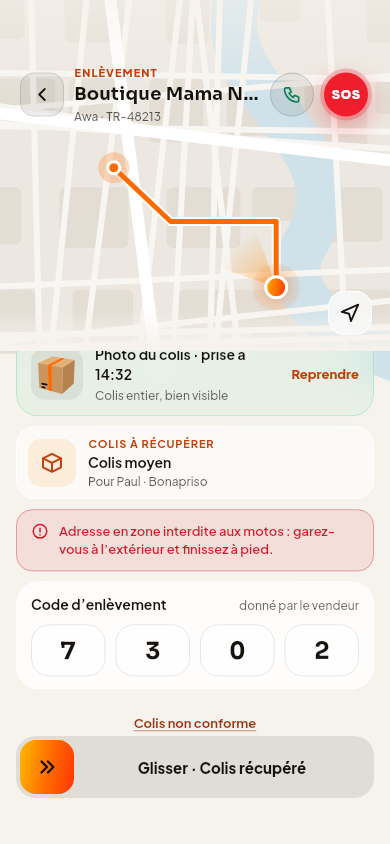 ENLÈVEMENT
Boutique Mama N...
Awa · TR-48213
SOS
Photo du colis · prise à
14:32
Colis entier, bien visible
Reprendre
COLIS À RÉCUPÉRER
Colis moyen
Pour Paul · Bonapriso
Adresse en zone interdite aux motos : garez-
vous à l'extérieur et finissez à pied.
Code d'enlèvement
donné par le vendeur
7 3 0 2
Colis non conforme
Glisser · Colis récupéré